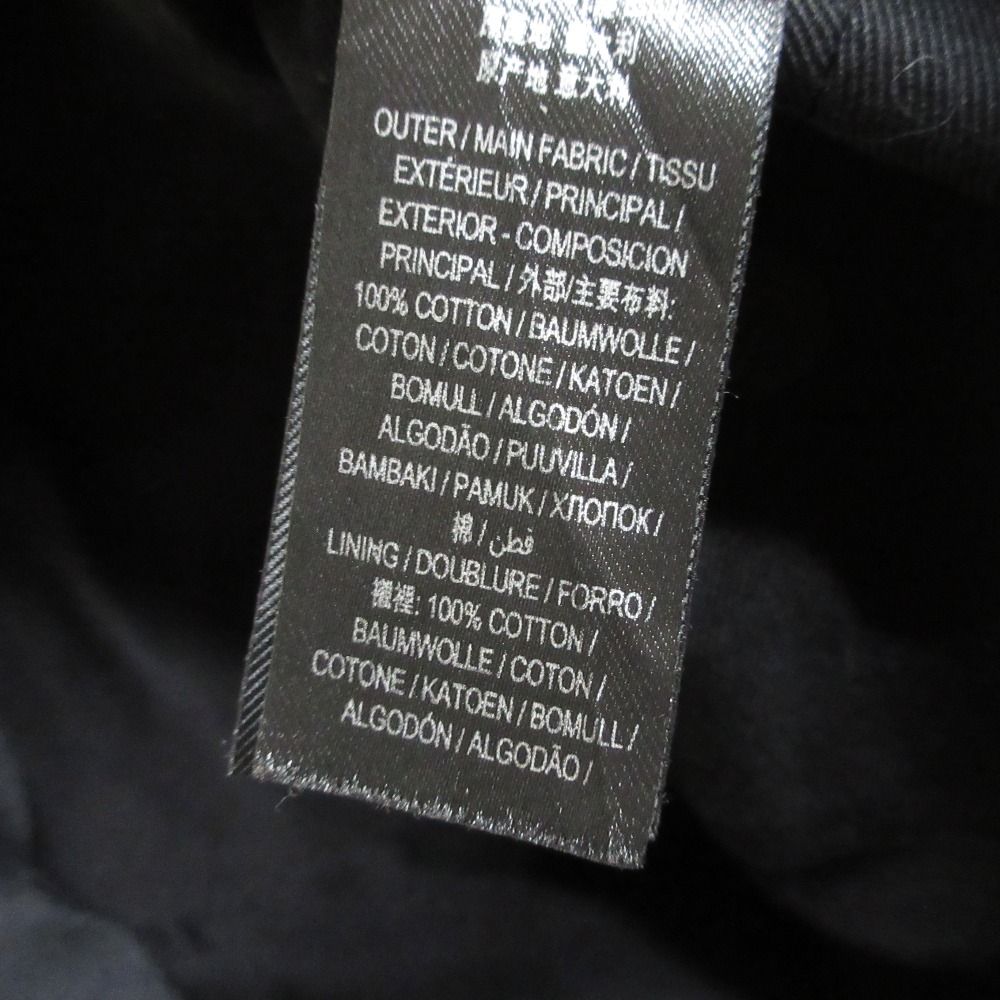 原产地 意大利
OUTER / MAIN FABRIC / TISSU
EXTÉRIEUR / PRINCIPAL /
EXTERIOR - COMPOSICION
PRINCIPAL / 外部/主要布料:
100% COTTON / BAUMWOLLE /
COTON / COTONE / KATOEN /
BOMULL / ALGODÓN /
ALGODÃO / PUUVILLA /
BAMBAKI / PAMUK / ХЛОПОК /
棉 / قطن
LINING / DOUBLURE / FORRO /
褶裡: 100% COTTON /
BAUMWOLLE / COTON /
COTONE / KATOEN / BOMULL /
ALGODÓN / ALGODÃO /